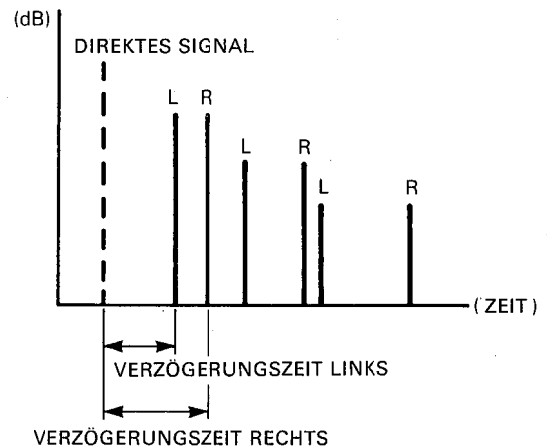 (dB)
DIREKTES SIGNAL
L R
L R
L R
(ZEIT)
VERZÖGERUNGSZEIT LINKS
VERZÖGERUNGSZEIT RECHTS